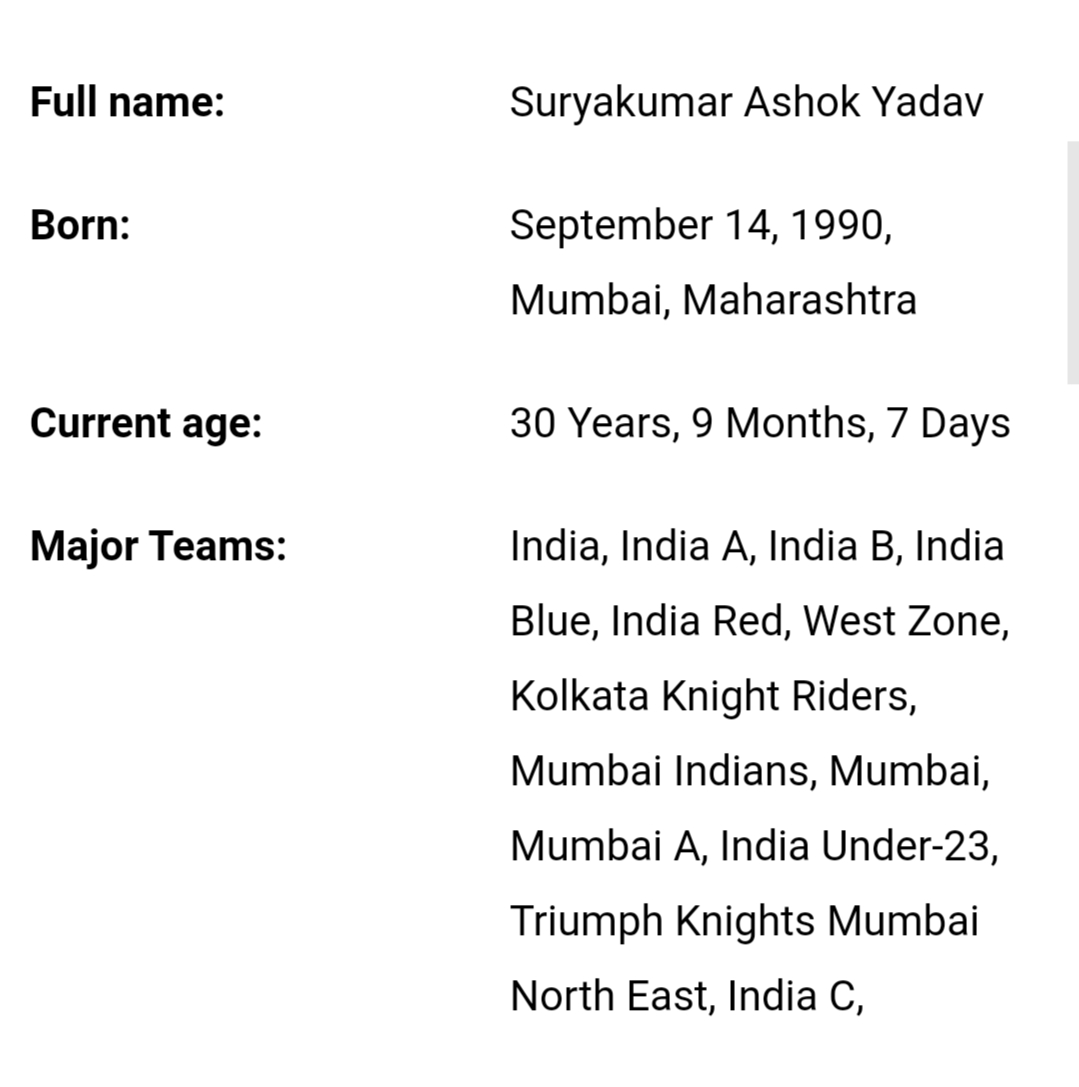 Full name: Suryakumar Ashok Yadav
Born: September 14, 1990,
Mumbai, Maharashtra
Current age: 30 Years, 9 Months, 7 Days
Major Teams: India, India A, India B, India
Blue, India Red, West Zone,
Kolkata Knight Riders,
Mumbai Indians, Mumbai,
Mumbai A, India Under-23,
Triumph Knights Mumbai
North East, India C,